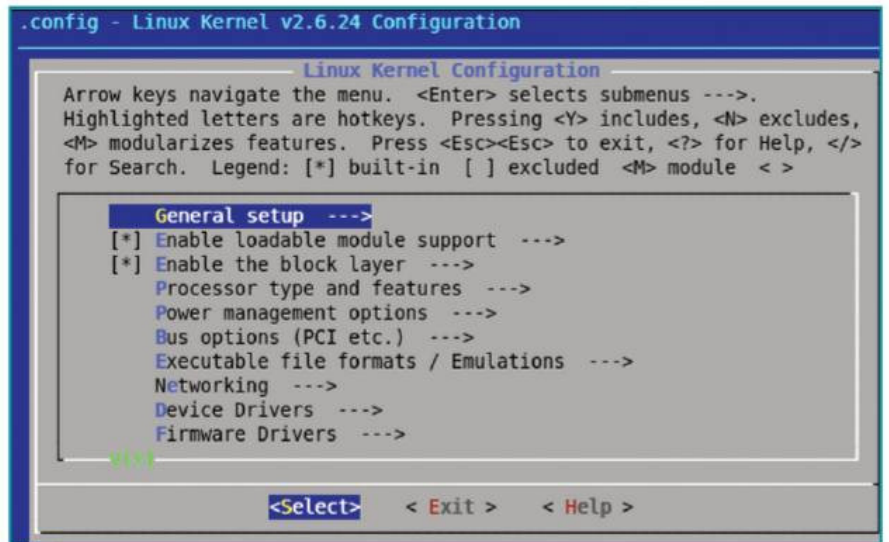 .config - Linux Kernel v2.6.24 Configuration
Linux Kernel Configuration
Arrow keys navigate the menu. <Enter> selects submenus --->.
Highlighted letters are hotkeys. Pressing <Y> includes, <N> excludes,
<M> modularizes features. Press <Esc><Esc> to exit, <?> for Help, </>
for Search. Legend: [*] built-in [ ] excluded <M> module < >
General setup --->
[*] Enable loadable module support --->
[*] Enable the block layer --->
Processor type and features --->
Power management options --->
Bus options (PCI etc.) --->
Executable file formats / Emulations --->
Networking --->
Device Drivers --->
Firmware Drivers --->
<Select> < Exit > < Help >